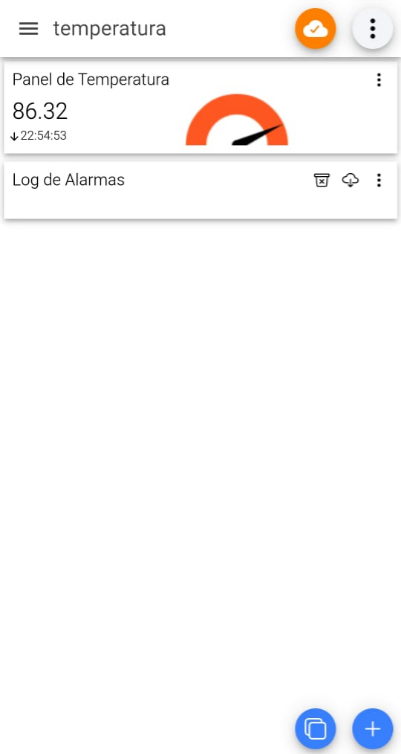 temperatura
Panel de Temperatura
86.32
22:54:53
Log de Alarmas